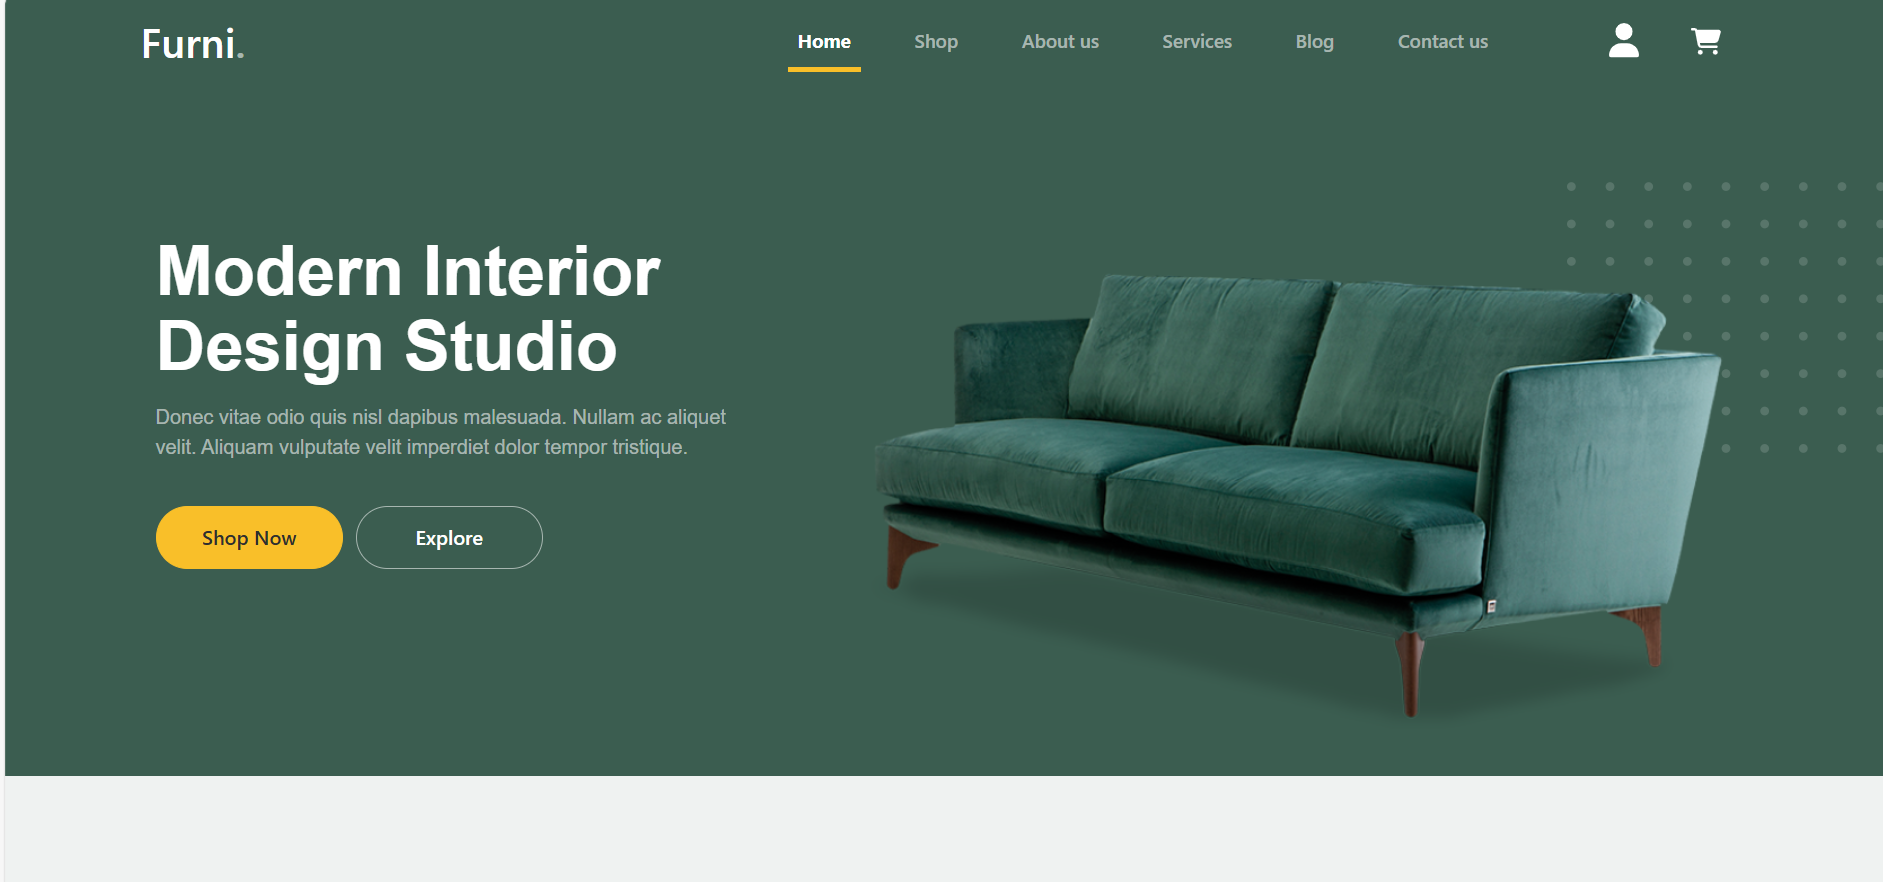 Furni.
Home Shop About us Services Blog Contact us
Modern Interior
Design Studio
Donec vitae odio quis nisl dapibus malesuada. Nullam ac aliquet
velit. Aliquam vulputate velit imperdiet dolor tempor tristique.
Shop Now Explore